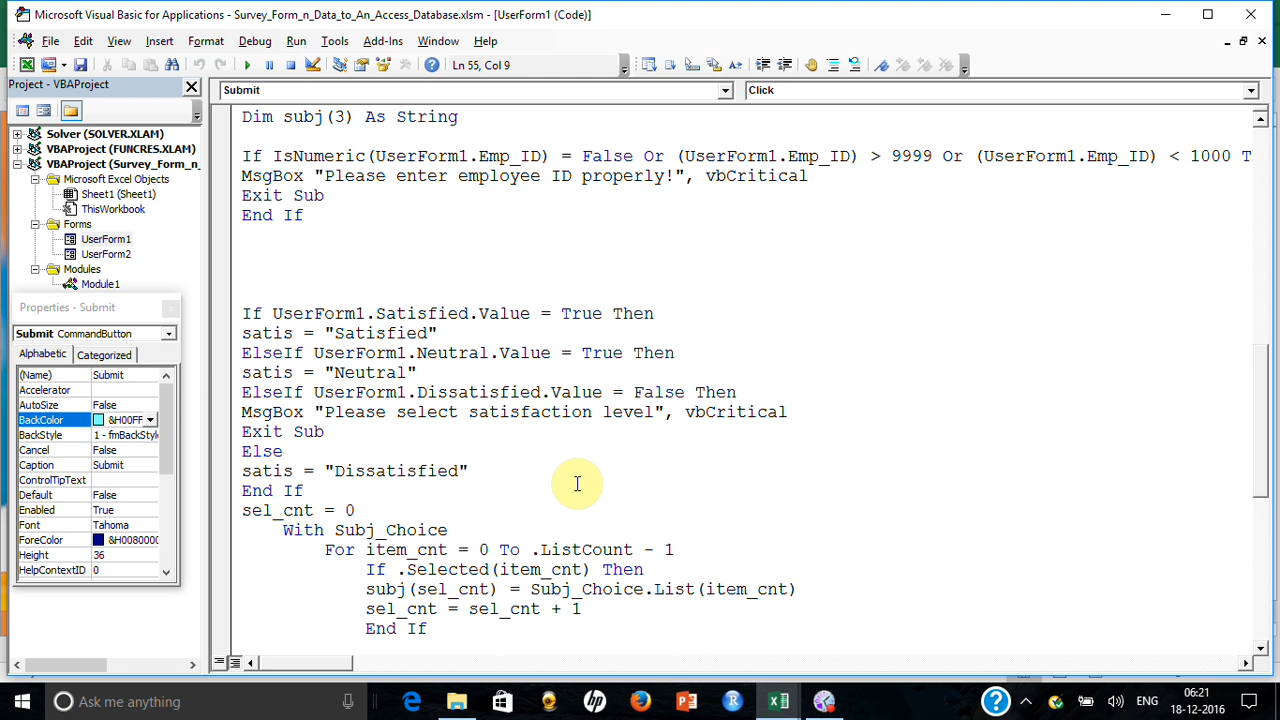 Microsoft Visual Basic for Applications - Survey_Form_n_Data_to_An_Access_Database.xlsm - [UserForm1 (Code)]
File Edit View Insert Format Debug Run Tools Add-Ins Window Help
Ln 55, Col 9
Project - VBAProject
Submit
Click
Solver (SOLVER.XLAM)
VBAProject (FUNCRES.XLAM)
VBAProject (Survey_Form_n_
Microsoft Excel Objects
Sheet1 (Sheet1)
ThisWorkbook
Forms
UserForm1
UserForm2
Modules
Module1
Properties - Submit
Submit CommandButton
Alphabetic Categorized
(Name) Submit
Accelerator
AutoSize False
BackColor &H00FF
BackStyle 1 - fmBackStyl
Cancel False
Caption Submit
ControlTipText
Default False
Enabled True
Font Tahoma
ForeColor &H0080000
Height 36
HelpContextID 0
Dim subj(3) As String
If IsNumeric(UserForm1.Emp_ID) = False Or (UserForm1.Emp_ID) > 9999 Or (UserForm1.Emp_ID) < 1000 T
MsgBox "Please enter employee ID properly!", vbCritical
Exit Sub
End If
If UserForm1.Satisfied.Value = True Then
satis = "Satisfied"
ElseIf UserForm1.Neutral.Value = True Then
satis = "Neutral"
ElseIf UserForm1.Dissatisfied.Value = False Then
MsgBox "Please select satisfaction level", vbCritical
Exit Sub
Else
satis = "Dissatisfied"
End If
sel_cnt = 0
With Subj_Choice
For item_cnt = 0 To .ListCount - 1
If .Selected(item_cnt) Then
subj(sel_cnt) = Subj_Choice.List(item_cnt)
sel_cnt = sel_cnt + 1
End If
Ask me anything
ENG
06:21
18-12-2016